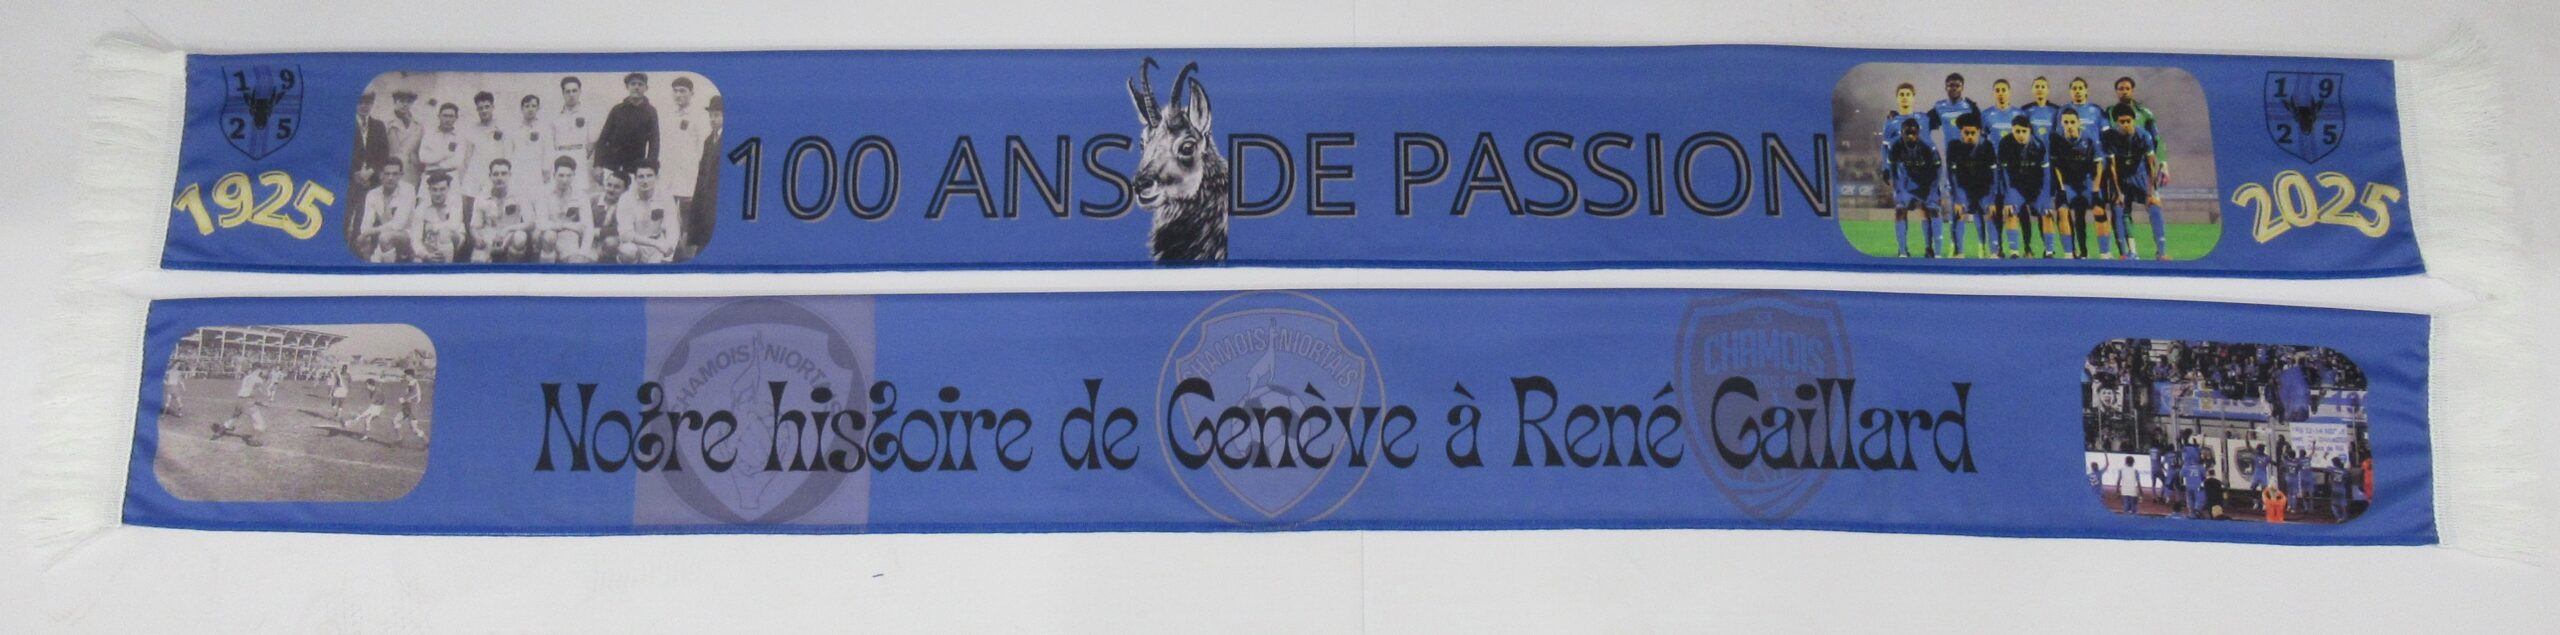 1 9
2 5
1925
100 ANS DE PASSION
1 9
2 5
2025
CHAMOIS NIORTAIS
CHAMOIS NIORTAIS
CHAMOIS
Notre histoire de Genève à René Gaillard